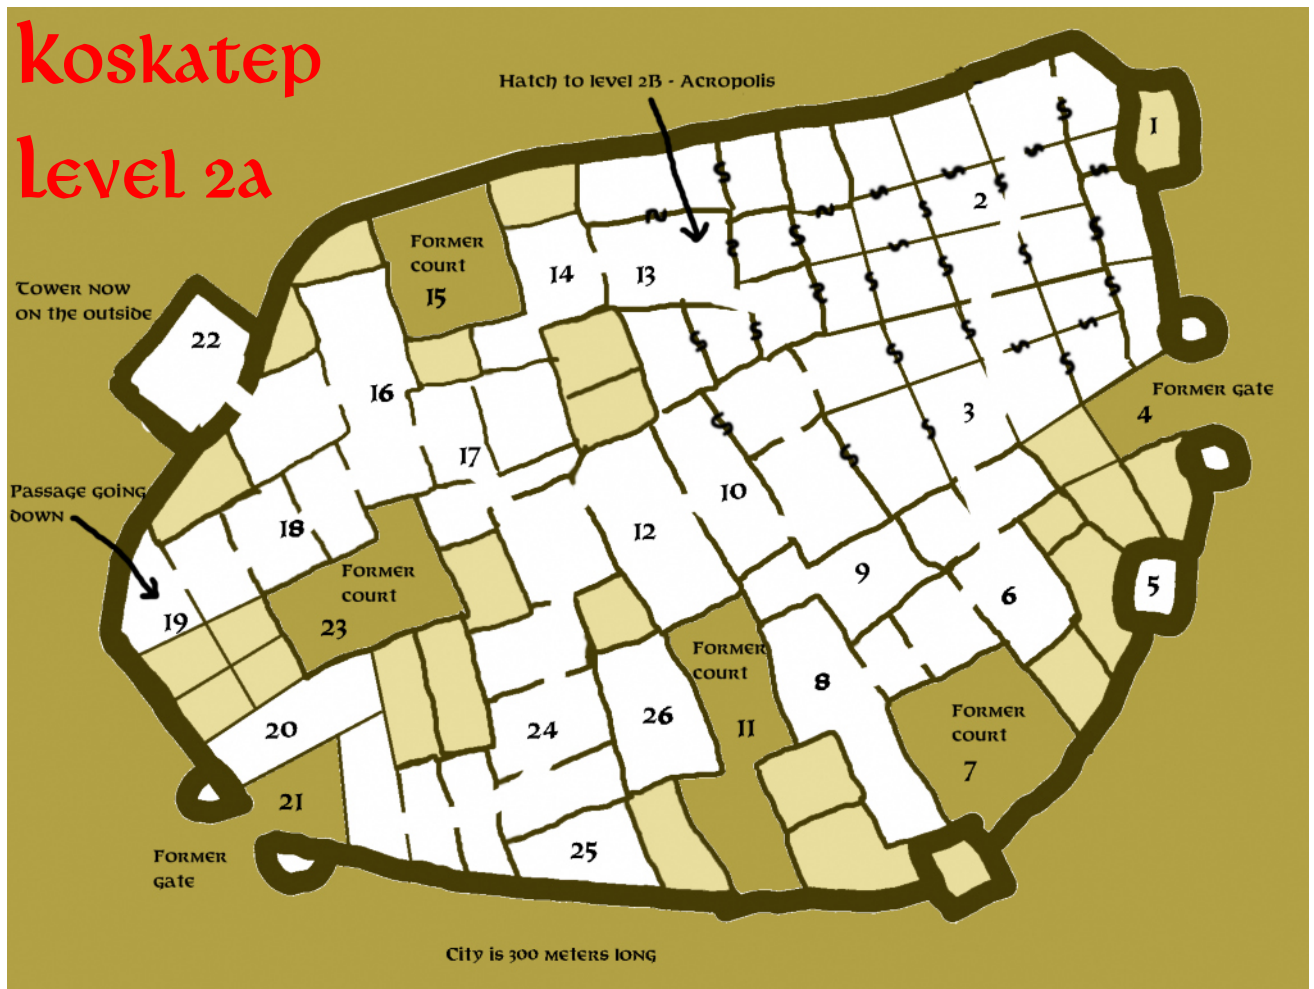 Koskatep
Level 2a
Hatch to level 2B - Acropolis
1
2
Former
court
15
14
13
Tower now
on the outside
22
16
3
Former gate
4
17
Passage going
down
10
18
12
9
5
6
Former
court
23
19
Former
court
11
8
Former
court
7
20
24
26
21
25
Former
gate
City is 300 meters long